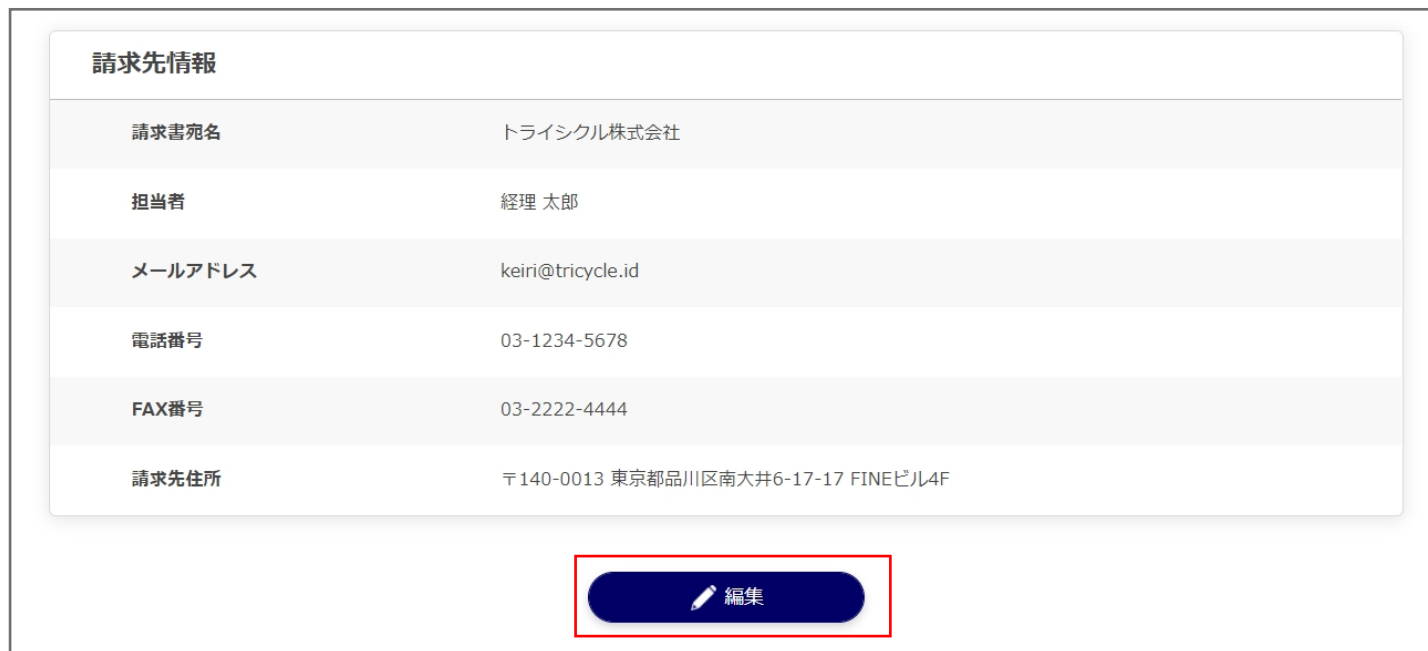 請求先情報
請求書宛名 トライシクル株式会社
担当者 経理 太郎
メールアドレス keiri@tricycle.id
電話番号 03-1234-5678
FAX番号 03-2222-4444
請求先住所 〒140-0013 東京都品川区南大井6-17-17 FINEビル4F
編集